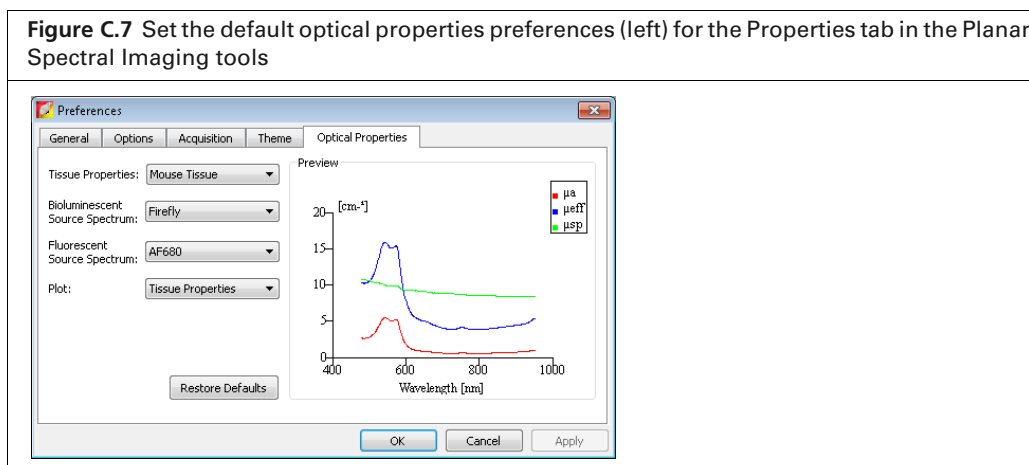 Figure C.7 Set the default optical properties preferences (left) for the Properties tab in the Planar
Spectral Imaging tools
Preferences
General Options Acquisition Theme Optical Properties
Tissue Properties: Mouse Tissue
Bioluminescent
Source Spectrum: Firefly
Fluorescent
Source Spectrum: AF680
Plot: Tissue Properties
Restore Defaults
Preview
[cm-¹]
µa
µeff
µsp
20
15
10
5
0
400 600 800 1000
Wavelength [nm]
OK Cancel Apply